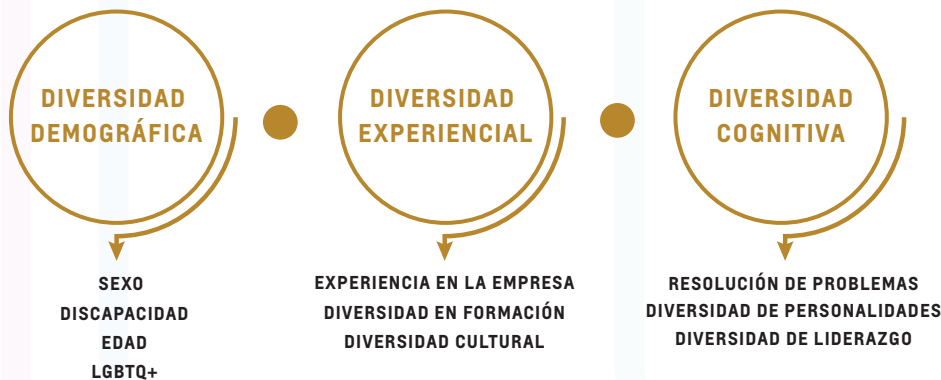 DIVERSIDAD
DEMOGRÁFICA
SEXO
DISCAPACIDAD
EDAD
LGBTQ+
DIVERSIDAD
EXPERIENCIAL
EXPERIENCIA EN LA EMPRESA
DIVERSIDAD EN FORMACIÓN
DIVERSIDAD CULTURAL
DIVERSIDAD
COGNITIVA
RESOLUCIÓN DE PROBLEMAS
DIVERSIDAD DE PERSONALIDADES
DIVERSIDAD DE LIDERAZGO